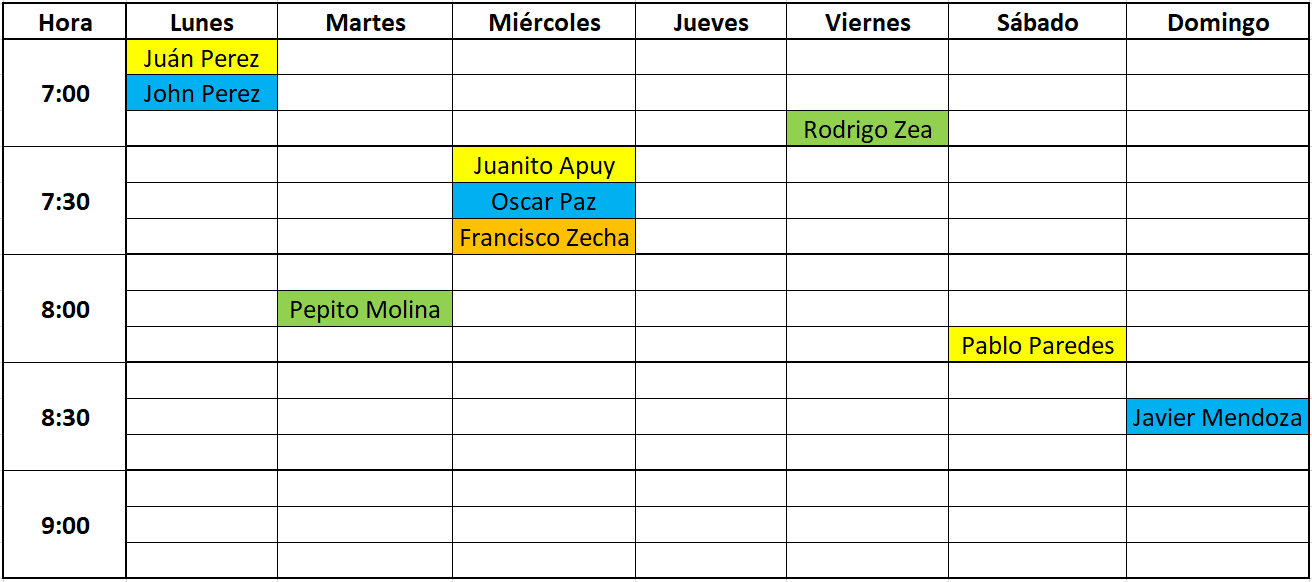 Hora Lunes Martes Miércoles Jueves Viernes Sábado Domingo
7:00
Juán Perez
John Perez
Rodrigo Zea
7:30
Juanito Apuy
Oscar Paz
Francisco Zecha
8:00
Pepito Molina
Pablo Paredes
8:30
Javier Mendoza
9:00